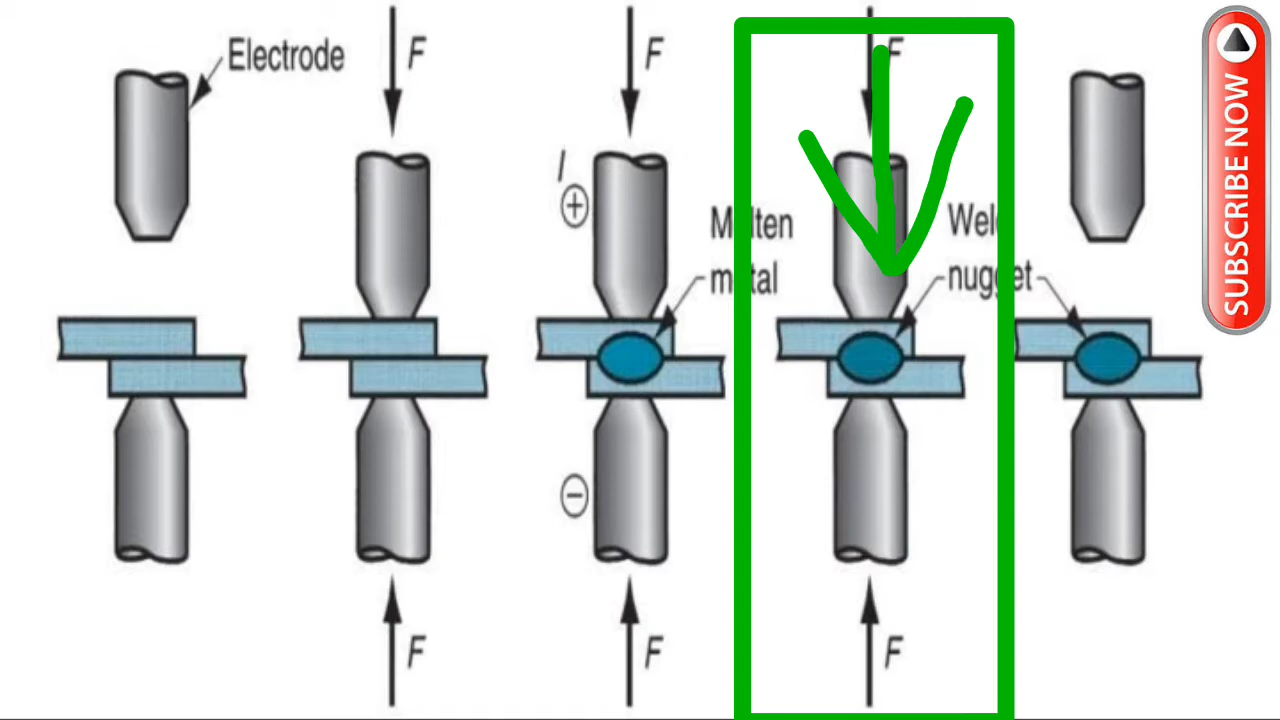 Electrode
F
F
F
I
+
Molten
metal
Weld
nugget
−
F
F
F
SUBSCRIBE NOW